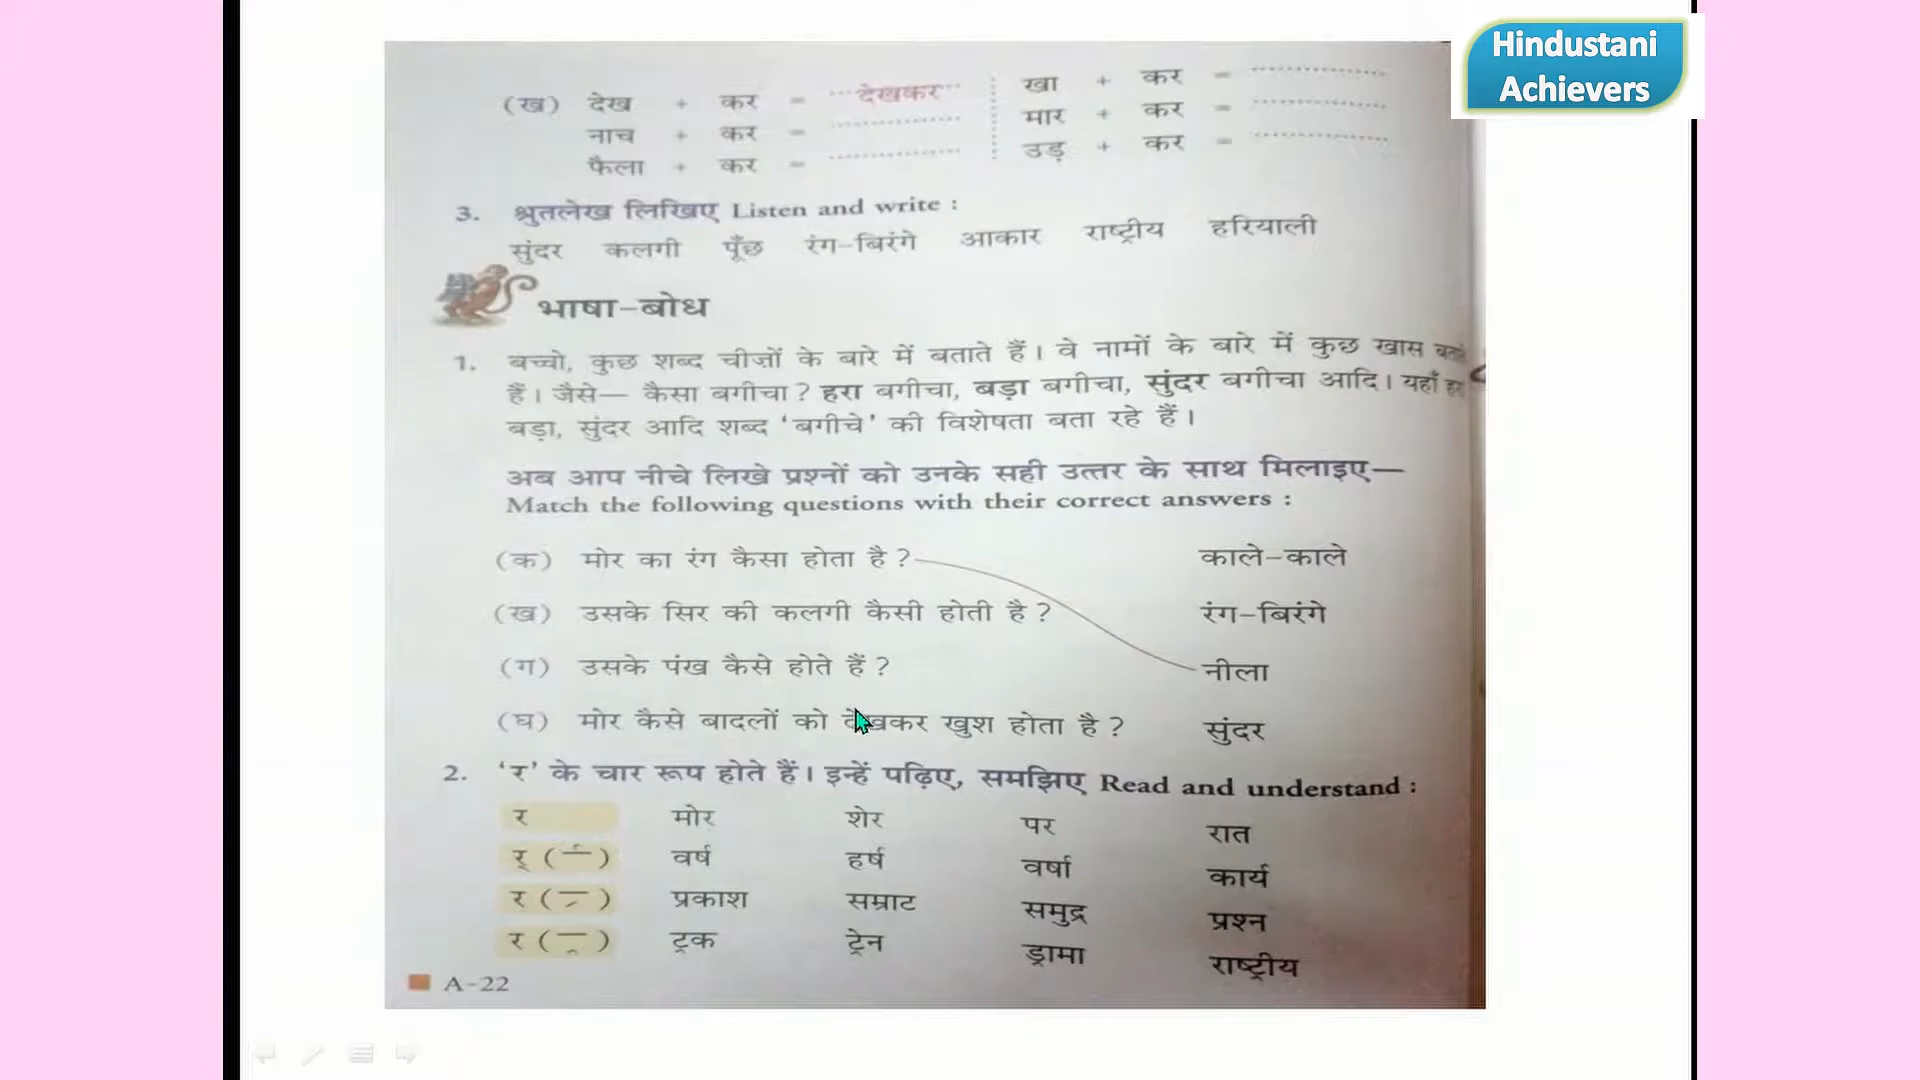 Hindustani
Achievers
(ख) देख + कर = देखकर खा + कर =
नाच + कर = मार + कर =
फैला + कर = उड़ + कर =
3. श्रुतलेख लिखिए Listen and write :
सुंदर कलगी पूँछ रंग-बिरंगे आकार राष्ट्रीय हरियाली
भाषा-बोध
1. बच्चो, कुछ शब्द चीज़ों के बारे में बताते हैं। वे नामों के बारे में कुछ खास
हैं। जैसे— कैसा बगीचा? हरा बगीचा, बड़ा बगीचा, सुंदर बगीचा आदि। यहाँ
बड़ा, सुंदर आदि शब्द 'बगीचे' की विशेषता बता रहे हैं।
अब आप नीचे लिखे प्रश्नों को उनके सही उत्तर के साथ मिलाइए—
Match the following questions with their correct answers :
(क) मोर का रंग कैसा होता है? काले-काले
(ख) उसके सिर की कलगी कैसी होती है? रंग-बिरंगे
(ग) उसके पंख कैसे होते हैं? नीला
(घ) मोर कैसे बादलों को देखकर खुश होता है? सुंदर
2. 'र' के चार रूप होते हैं। इन्हें पढ़िए, समझिए Read and understand :
र मोर शेर पर रात
र् ( ) वर्ष हर्ष वर्षा कार्य
र ( ) प्रकाश सम्राट समुद्र प्रश्न
र ( ) ट्रक ट्रेन ड्रामा राष्ट्रीय
A-22